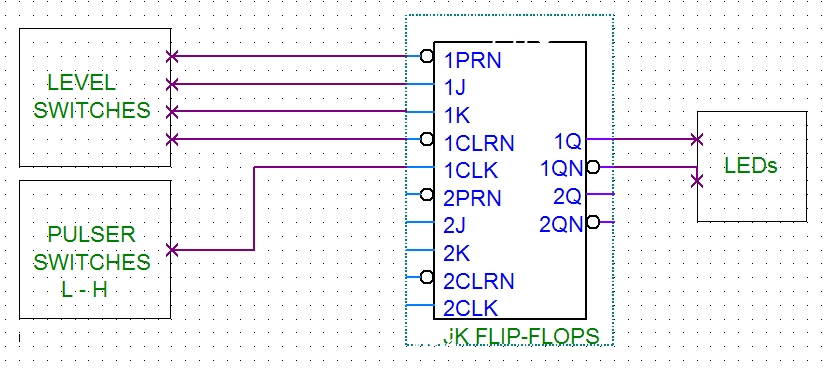 LEVEL
SWITCHES
PULSER
SWITCHES
L - H
1PRN
1J
1K
1CLRN
1CLK
2PRN
2J
2K
2CLRN
2CLK
1Q
1QN
2Q
2QN
JK FLIP-FLOPS
LEDs